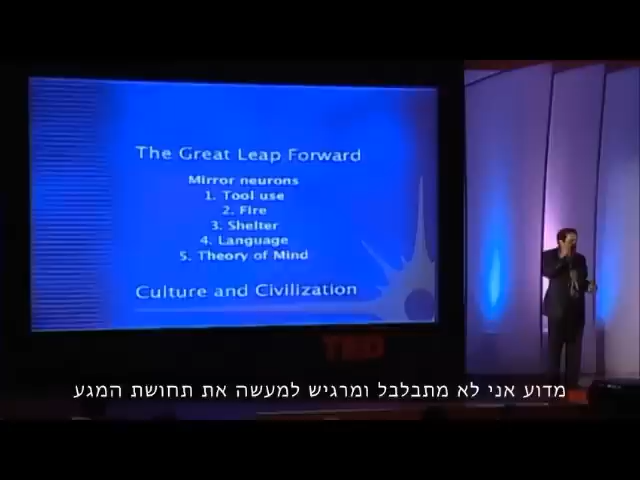 The Great Leap Forward
Mirror neurons
1. Tool use
2. Fire
3. Shelter
4. Language
5. Theory of Mind
Culture and Civilization
TED
מדוע אני לא מתבלבל ומרגיש למעשה את תחושת המגע